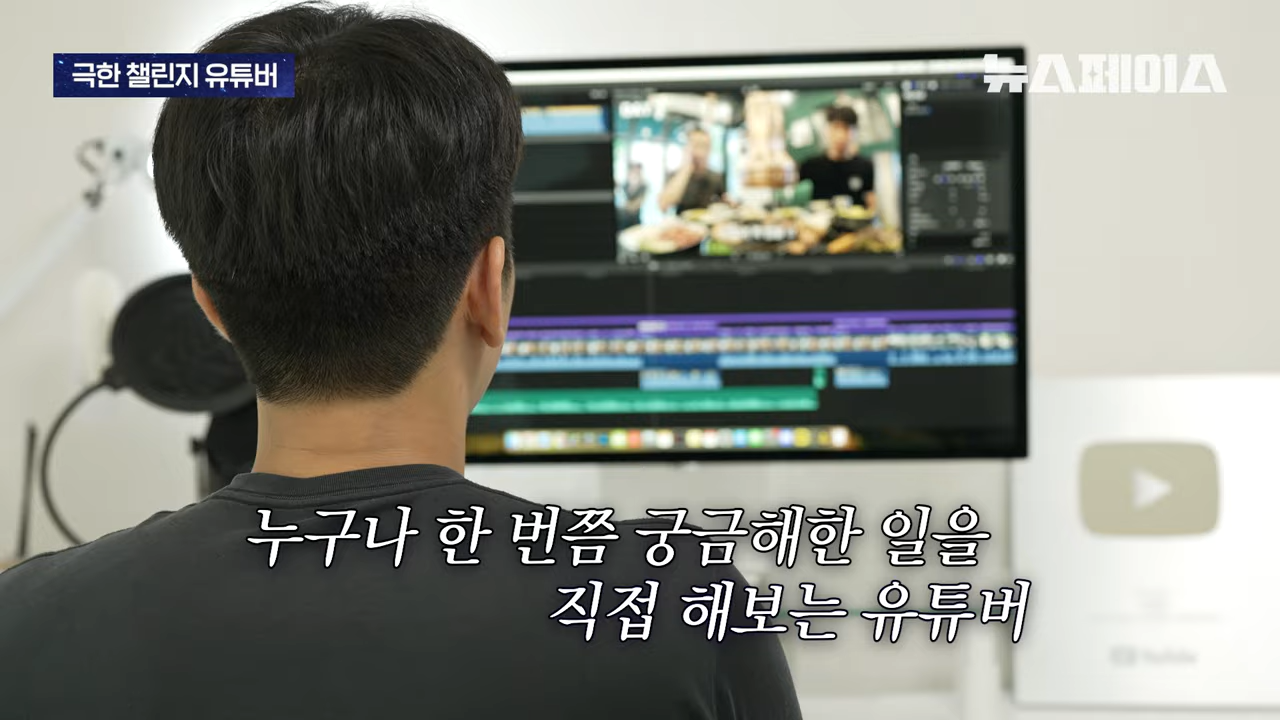 극한 챌린지 유튜버
뉴스페이스
누구나 한 번쯤 궁금해한 일을
직접 해보는 유튜버